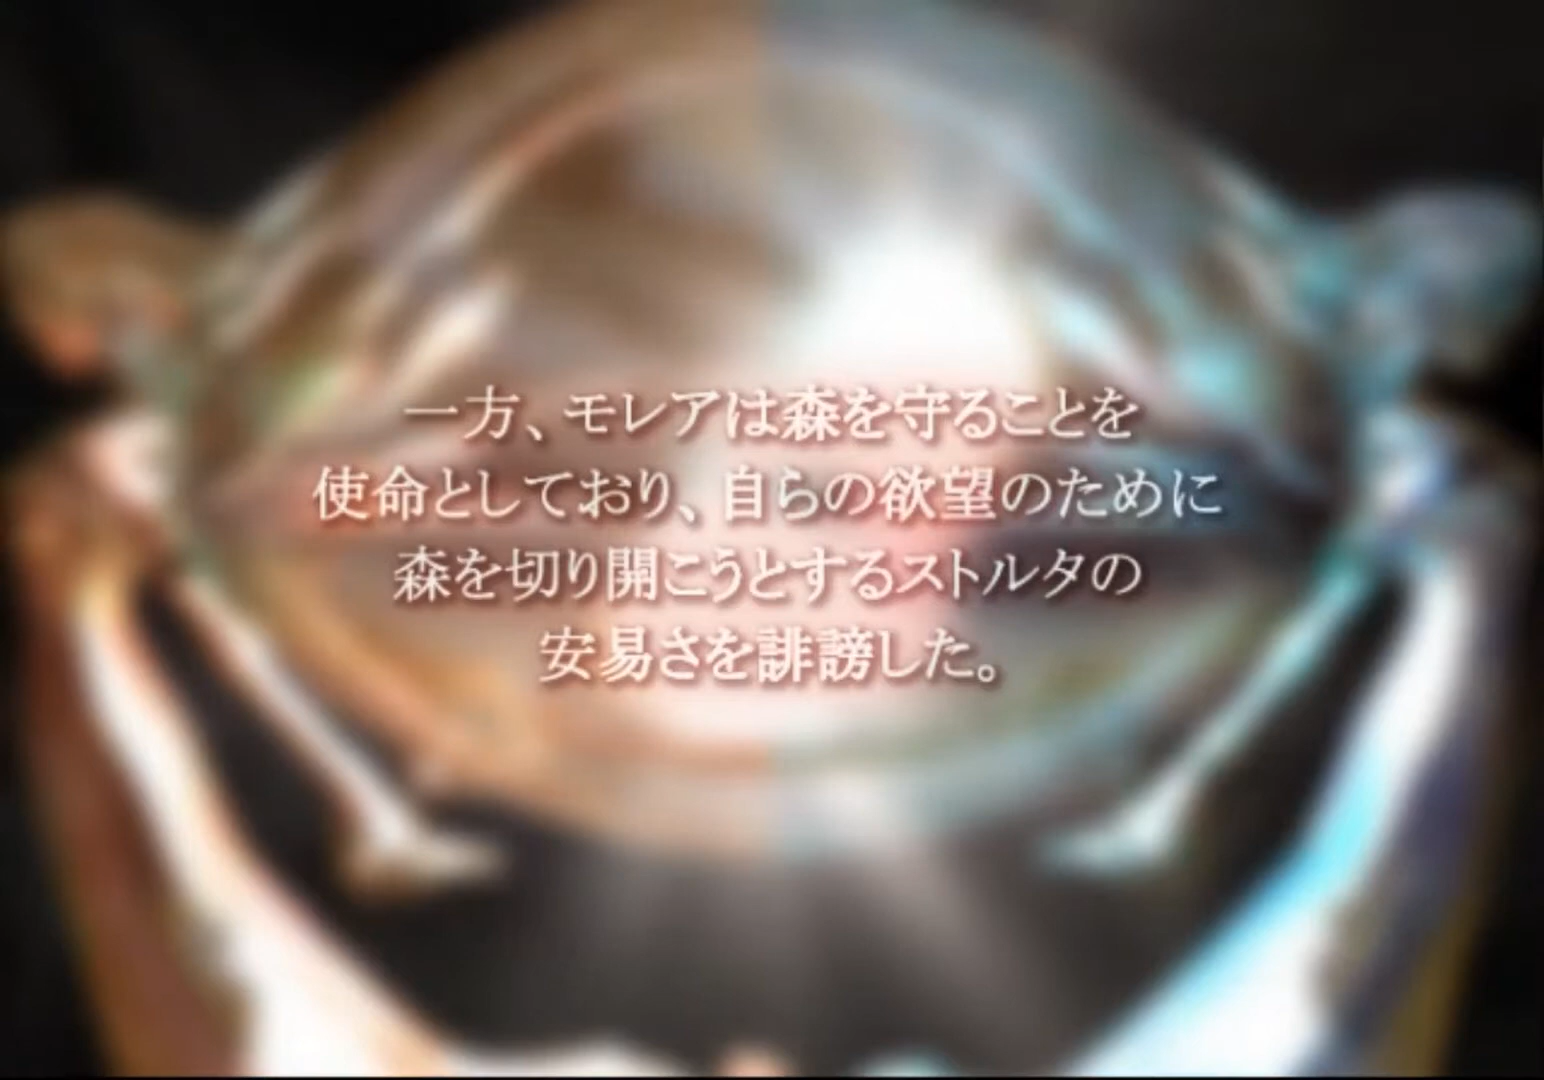 一方、モレアは森を守ることを
使命としており、自らの欲望のために
森を切り開こうとするストルタの
安易さを誹謗した。